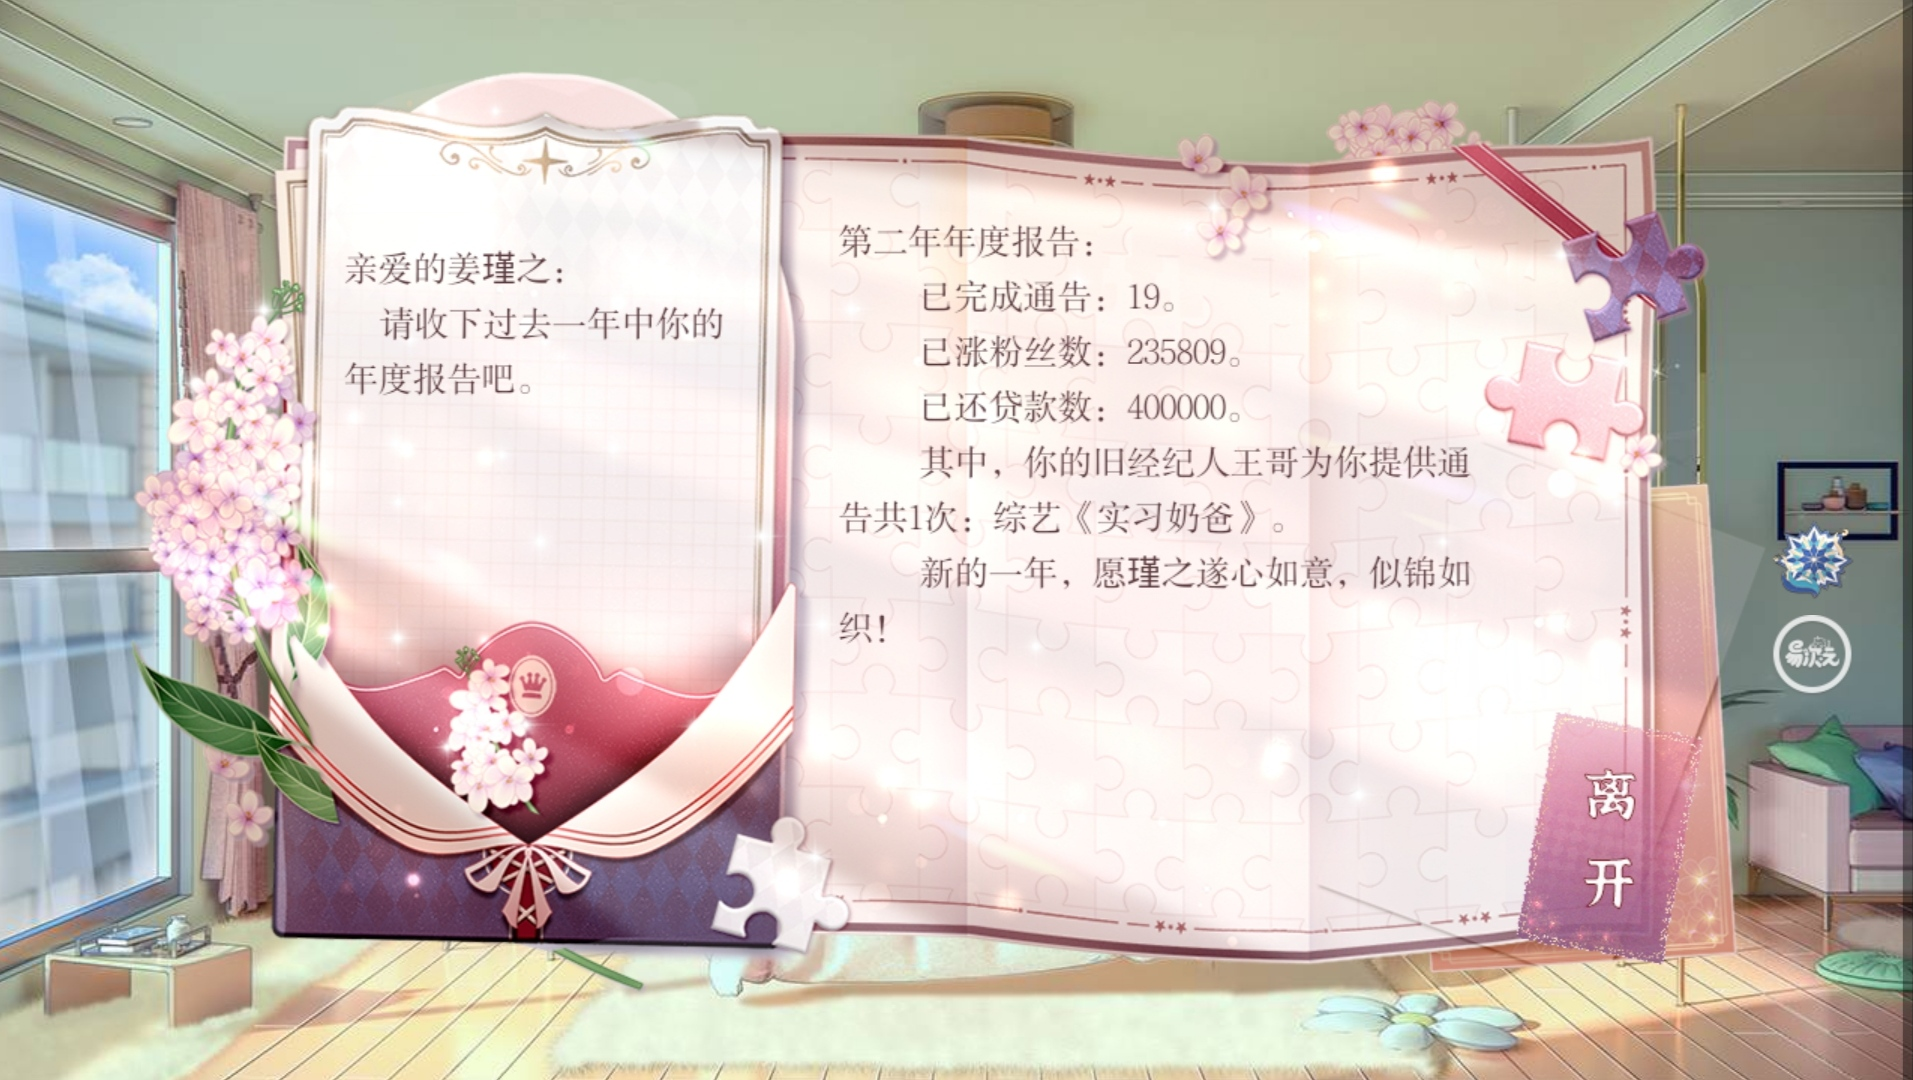 亲爱的姜瑾之：
请收下过去一年中你的
年度报告吧。
第二年年度报告：
已完成通告：19。
已涨粉丝数：235809。
已还贷款数：400000。
其中，你的旧经纪人王哥为你提供通
告共1次：综艺《实习奶爸》。
新的一年，愿瑾之遂心如意，似锦如
织！
易次元
离
开